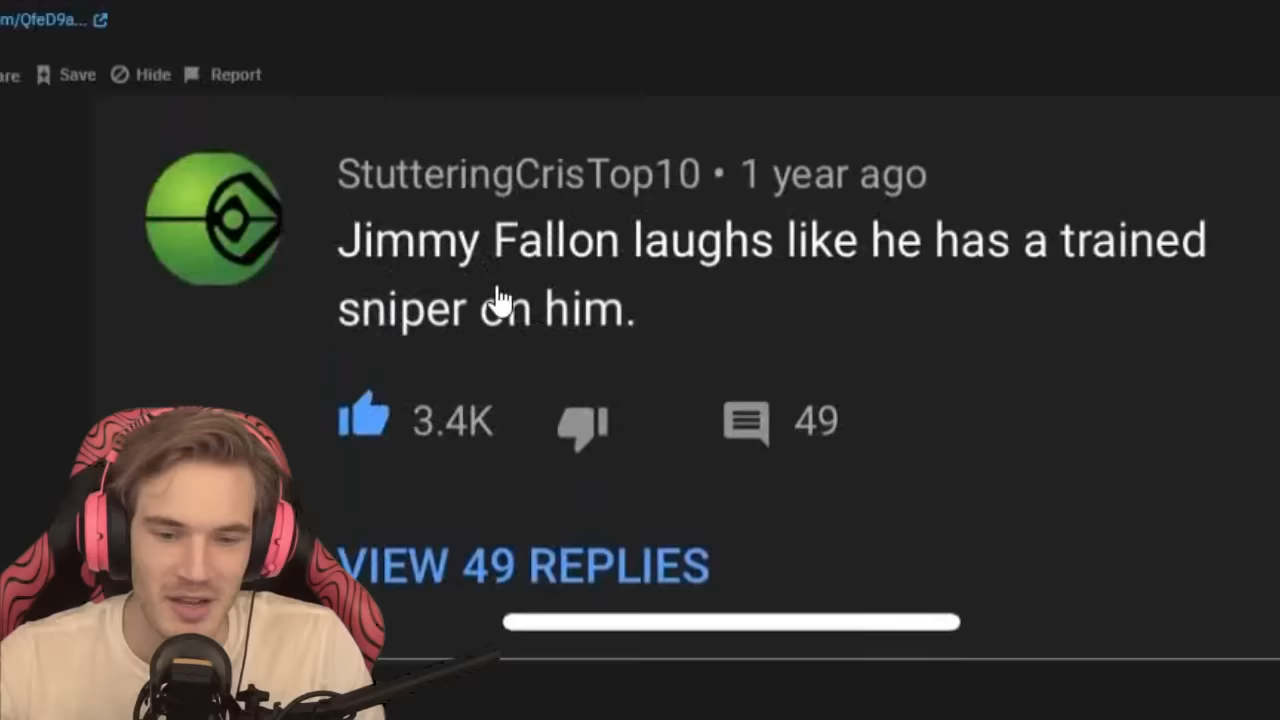 m/QfeD9a...
are Save Hide Report
StutteringCrisTop10 • 1 year ago
Jimmy Fallon laughs like he has a trained
sniper on him.
3.4K 49
VIEW 49 REPLIES